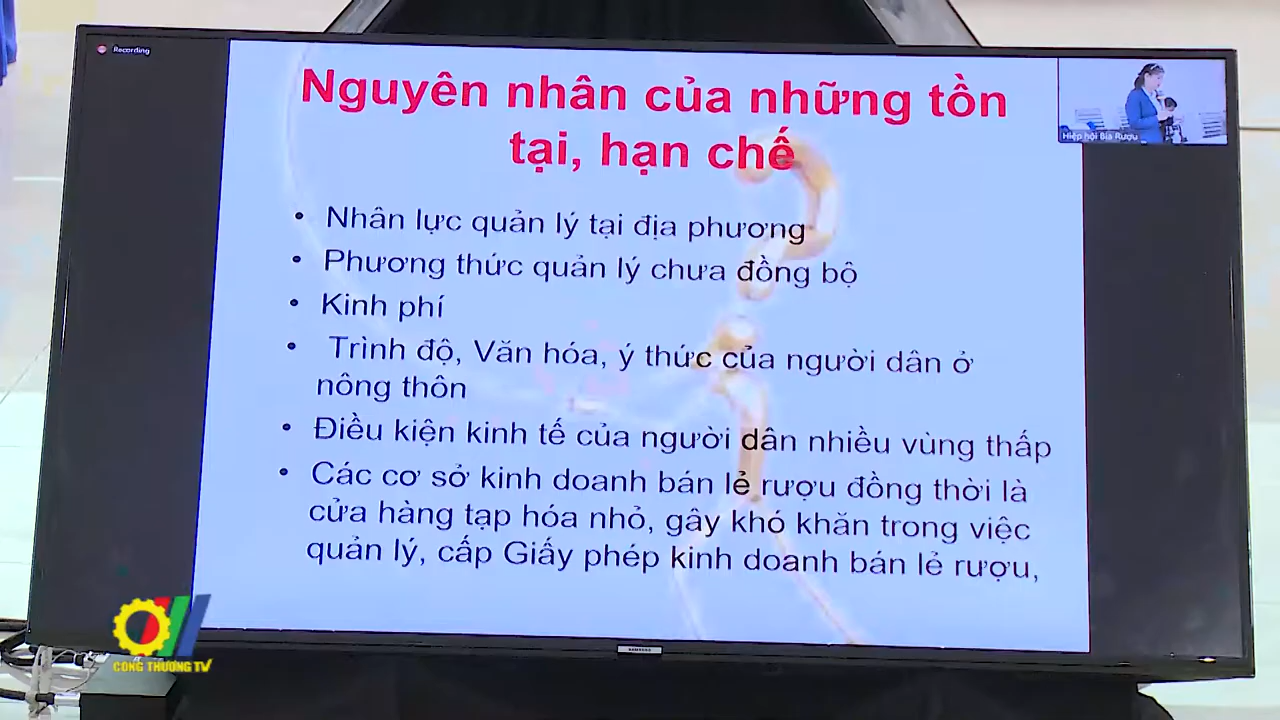 Recording
Nguyên nhân của những tồn
tại, hạn chế
Hiệp hội Bia Rượu
• Nhân lực quản lý tại địa phương
• Phương thức quản lý chưa đồng bộ
• Kinh phí
• Trình độ, Văn hóa, ý thức của người dân ở
nông thôn
• Điều kiện kinh tế của người dân nhiều vùng thấp
• Các cơ sở kinh doanh bán lẻ rượu đồng thời là
cửa hàng tạp hóa nhỏ, gây khó khăn trong việc
quản lý, cấp Giấy phép kinh doanh bán lẻ rượu,
SAMSUNG
CÔNG THƯƠNG TV